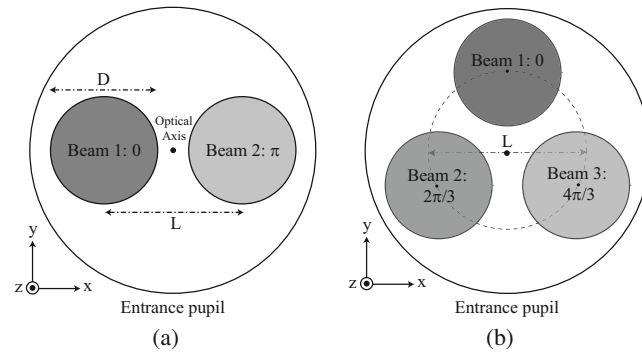 D
Optical
Axis
Beam 1: 0
Beam 2: π
L
y
z
x
Entrance pupil
(a)
Beam 1: 0
L
Beam 2:
2π/3
Beam 3:
4π/3
y
z
x
Entrance pupil
(b)